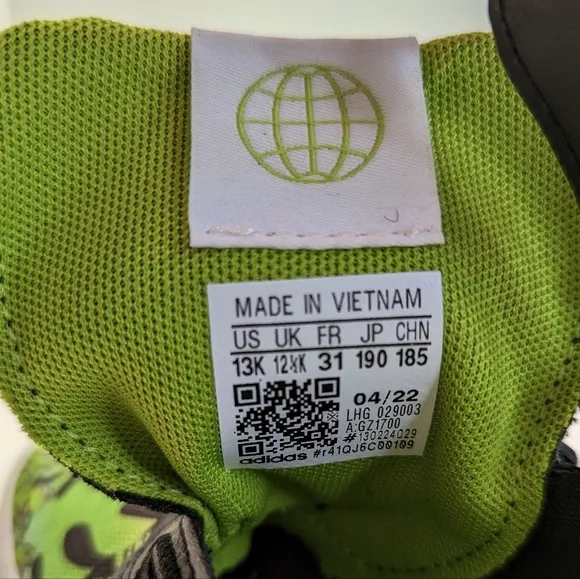 MADE IN VIETNAM
US UK FR JP CHN
13K 12½K 31 190 185
04/22
LHG 029003
A:GZ1700
#130224029
adidas #r41QJ6C00109